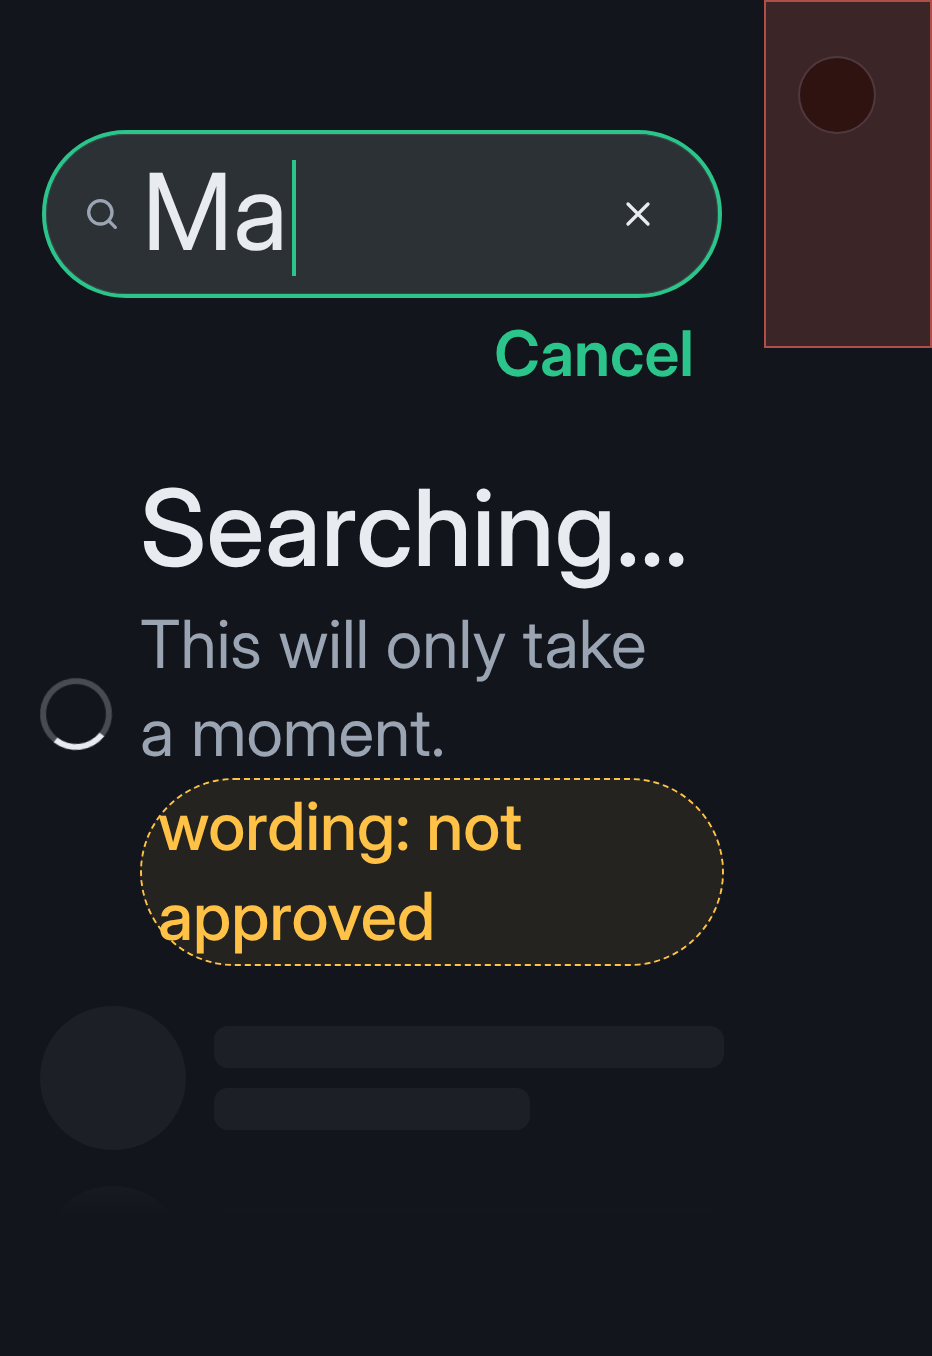 Ma
Cancel
Searching...
This will only take
a moment.
wording: not
approved